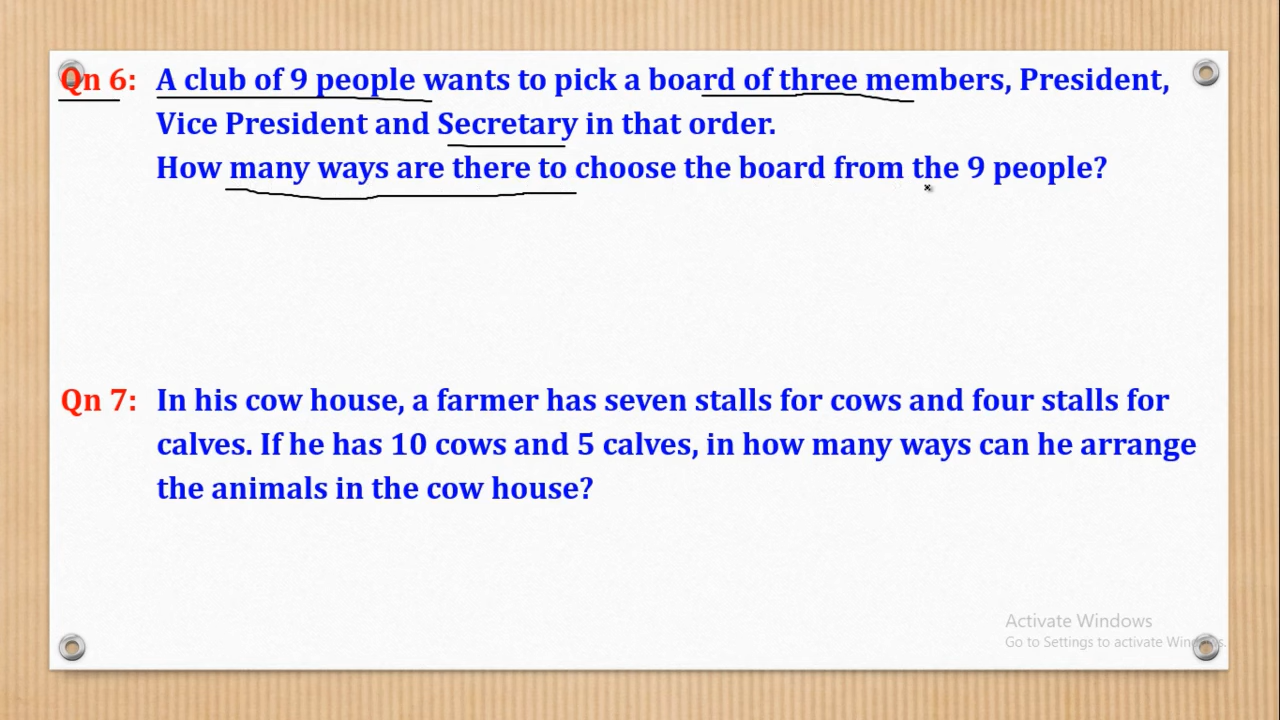 Qn 6: A club of 9 people wants to pick a board of three members, President,
Vice President and Secretary in that order.
How many ways are there to choose the board from the 9 people?
Qn 7: In his cow house, a farmer has seven stalls for cows and four stalls for
calves. If he has 10 cows and 5 calves, in how many ways can he arrange
the animals in the cow house?
Activate Windows
Go to Settings to activate Windows.